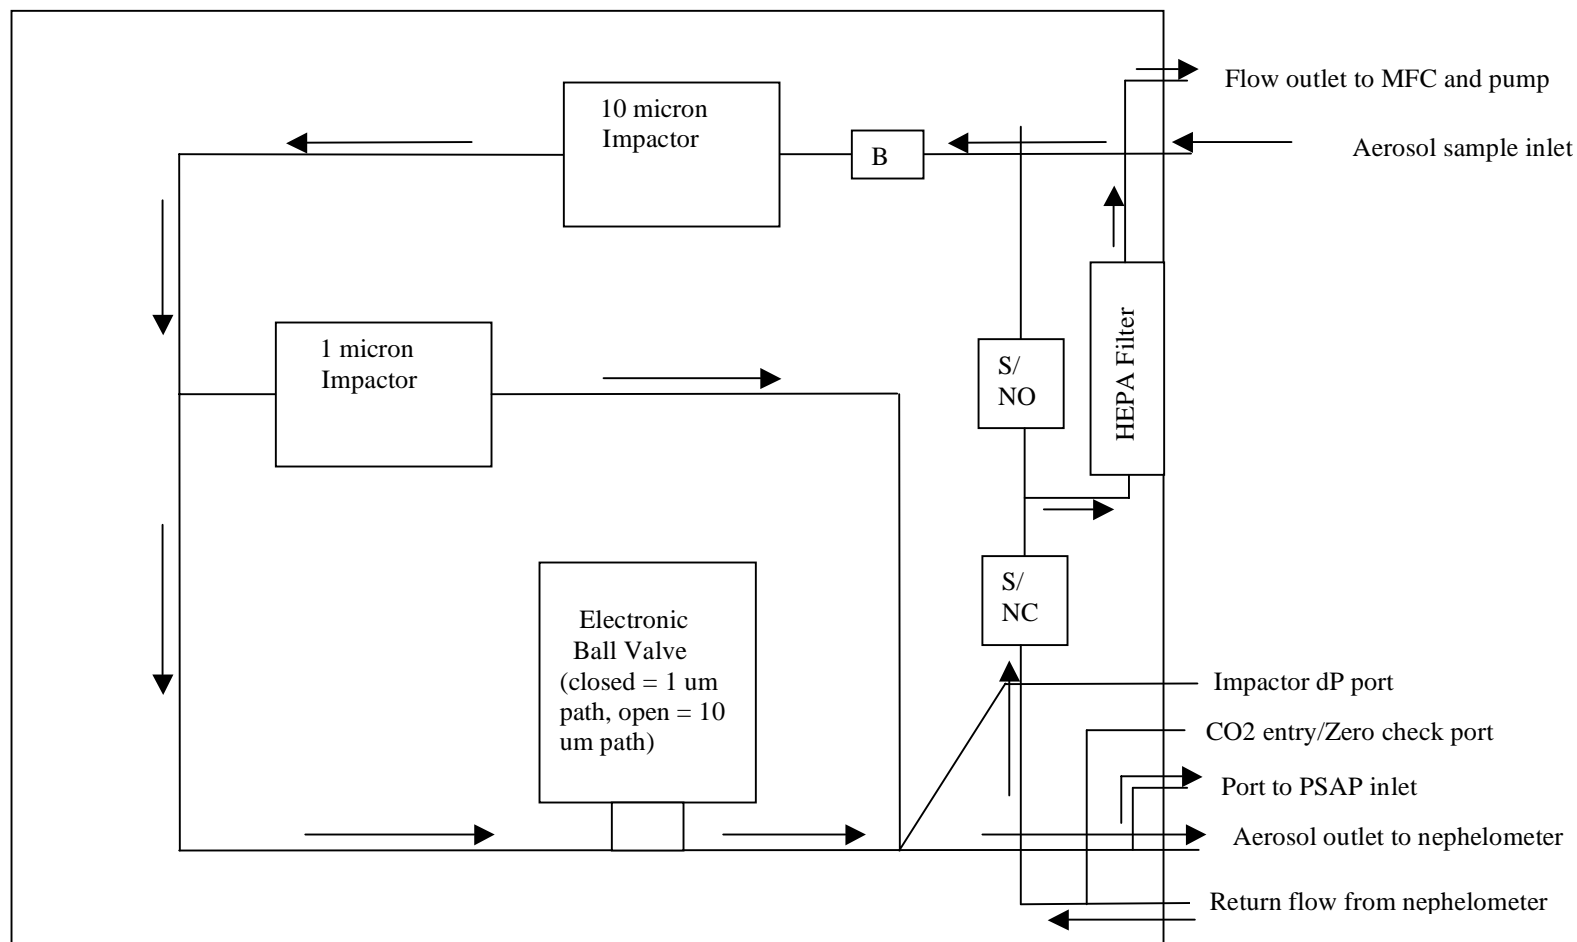 Flow outlet to MFC and pump
10 micron
Impactor
B
Aerosol sample inlet
1 micron
Impactor
S/
NO
HEPA Filter
S/
NC
Electronic
Ball Valve
(closed = 1 um
path, open = 10
um path)
Impactor dP port
CO2 entry/Zero check port
Port to PSAP inlet
Aerosol outlet to nephelometer
Return flow from nephelometer